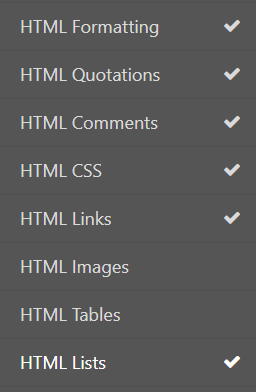 HTML Formatting
HTML Quotations
HTML Comments
HTML CSS
HTML Links
HTML Images
HTML Tables
HTML Lists